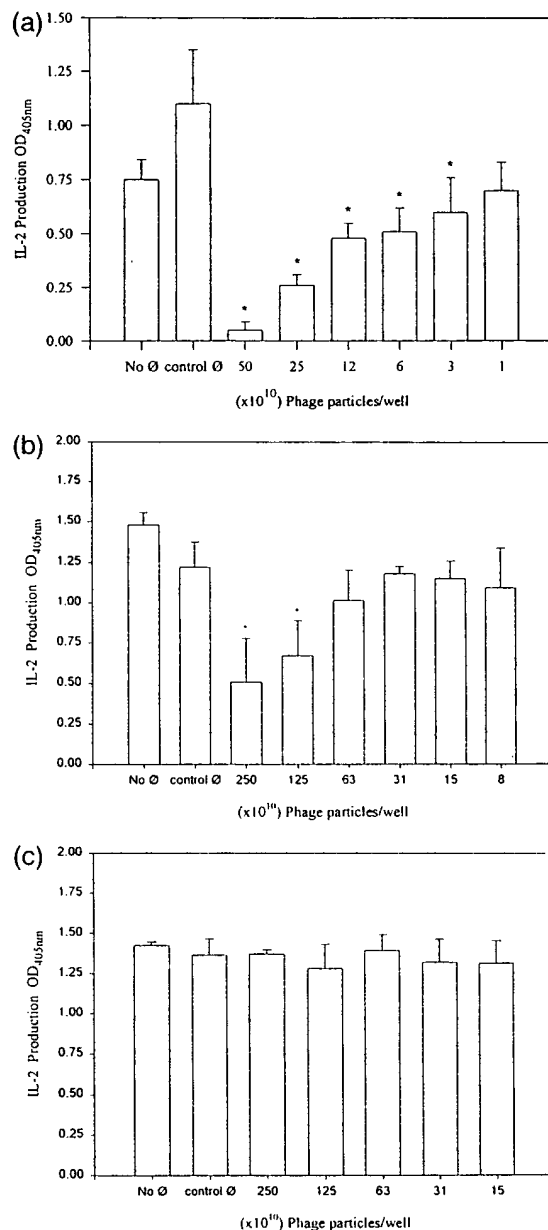 (a)
1.50
1.25
1.00
0.75
0.50
0.25
0.00
IL-2 Production OD405nm
* * * * *
No Ø control Ø 50 25 12 6 3 1
(x10^10) Phage particles/well
(b)
2.00
1.75
1.50
1.25
1.00
0.75
0.50
0.25
0.00
IL-2 Production OD405nm
* *
No Ø control Ø 250 125 63 31 15 8
(x10^10) Phage particles/well
(c)
2.00
1.75
1.50
1.25
1.00
0.75
0.50
0.25
0.00
IL-2 Production OD405nm
No Ø control Ø 250 125 63 31 15
(x10^10) Phage particles/well